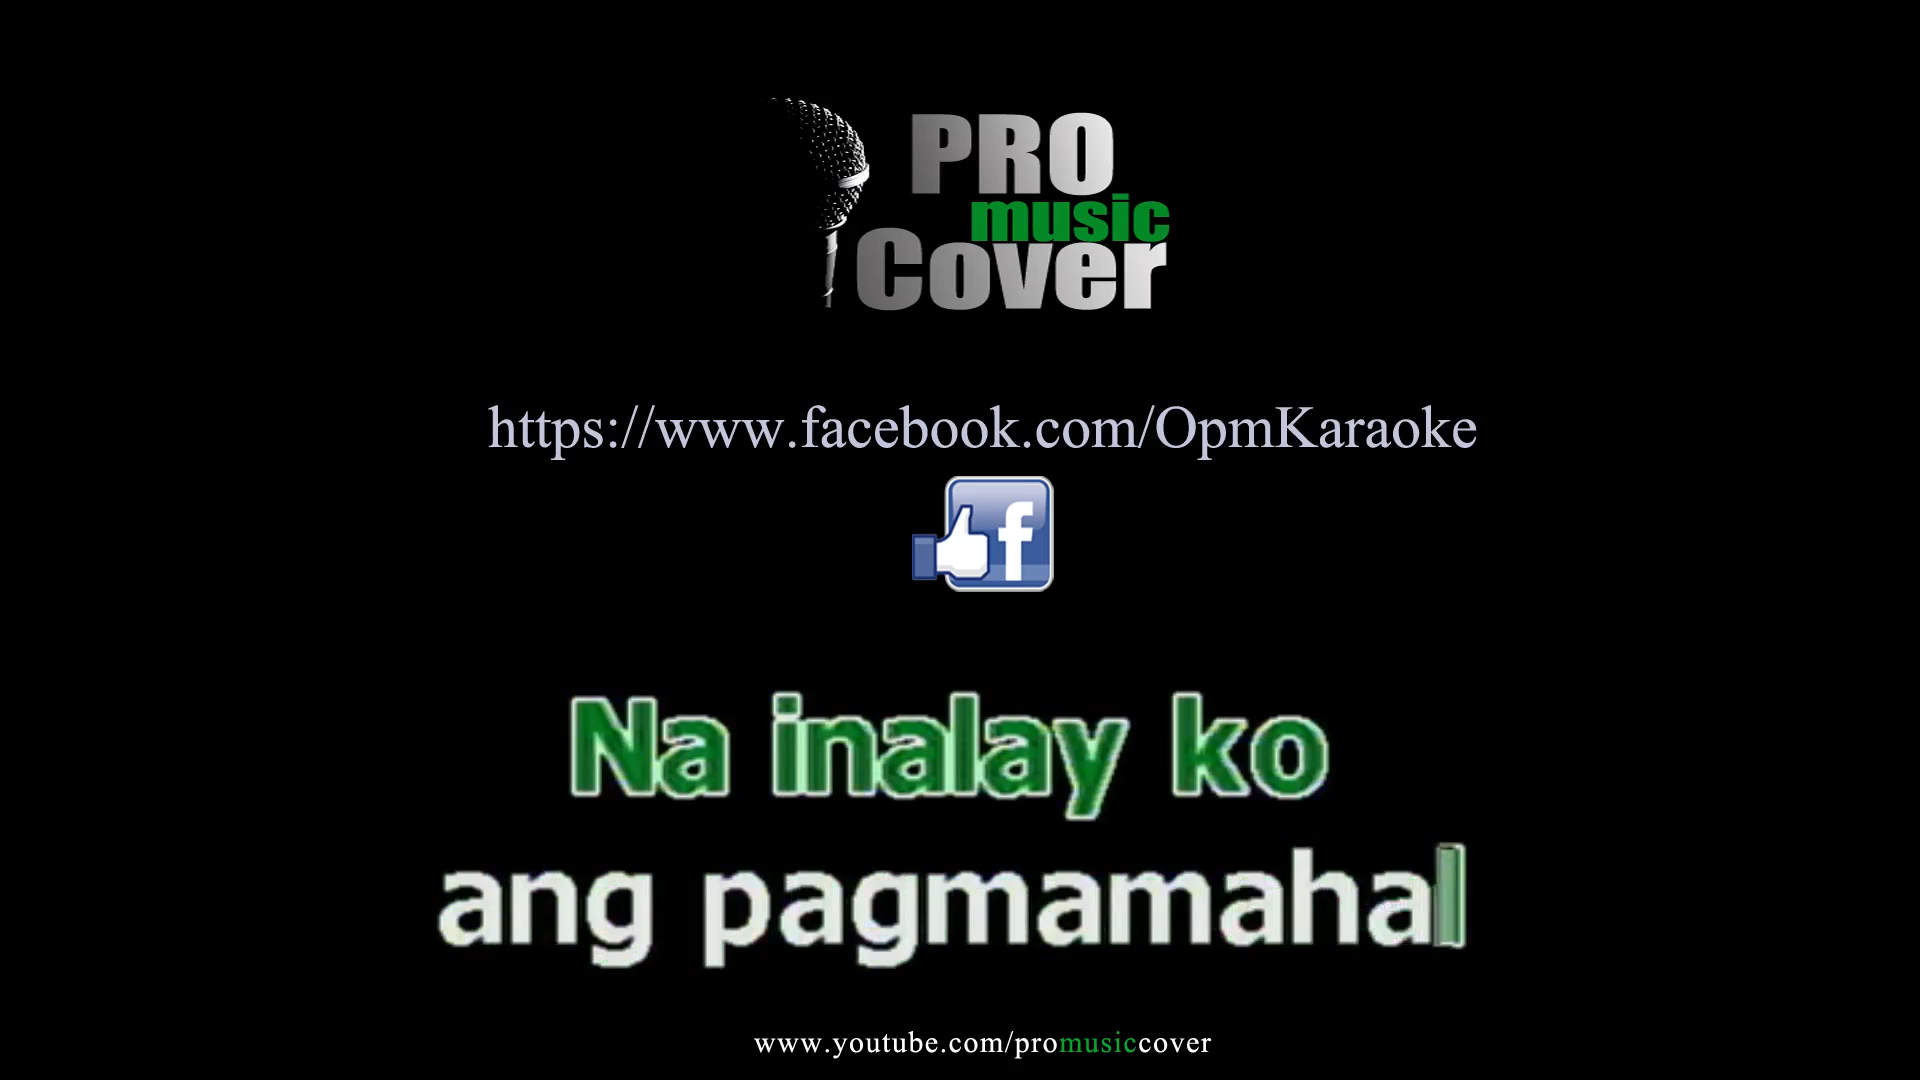 PRO
music
Cover
https://www.facebook.com/OpmKaraoke
f
Na inalay ko
ang pagmamahal
www.youtube.com/promusiccover